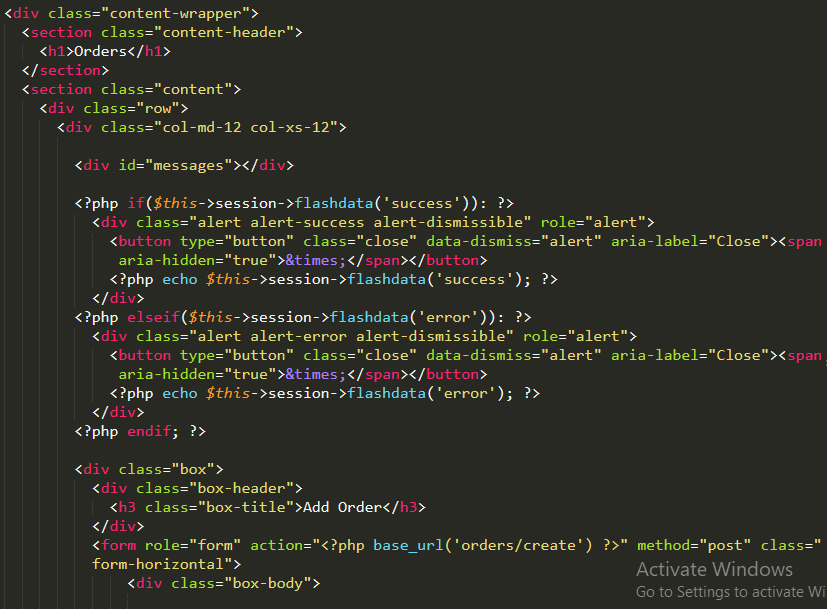 <div class="content-wrapper">
<section class="content-header">
<h1>Orders</h1>
</section>
<section class="content">
<div class="row">
<div class="col-md-12 col-xs-12">
<div id="messages"></div>
<?php if($this->session->flashdata('success')): ?>
<div class="alert alert-success alert-dismissible" role="alert">
<button type="button" class="close" data-dismiss="alert" aria-label="Close"><span
aria-hidden="true">&times;</span></button>
<?php echo $this->session->flashdata('success'); ?>
</div>
<?php elseif($this->session->flashdata('error')): ?>
<div class="alert alert-error alert-dismissible" role="alert">
<button type="button" class="close" data-dismiss="alert" aria-label="Close"><span
aria-hidden="true">&times;</span></button>
<?php echo $this->session->flashdata('error'); ?>
</div>
<?php endif; ?>
<div class="box">
<div class="box-header">
<h3 class="box-title">Add Order</h3>
</div>
<form role="form" action="<?php base_url('orders/create') ?>" method="post" class="
form-horizontal">
<div class="box-body">
Activate Windows
Go to Settings to activate Wi